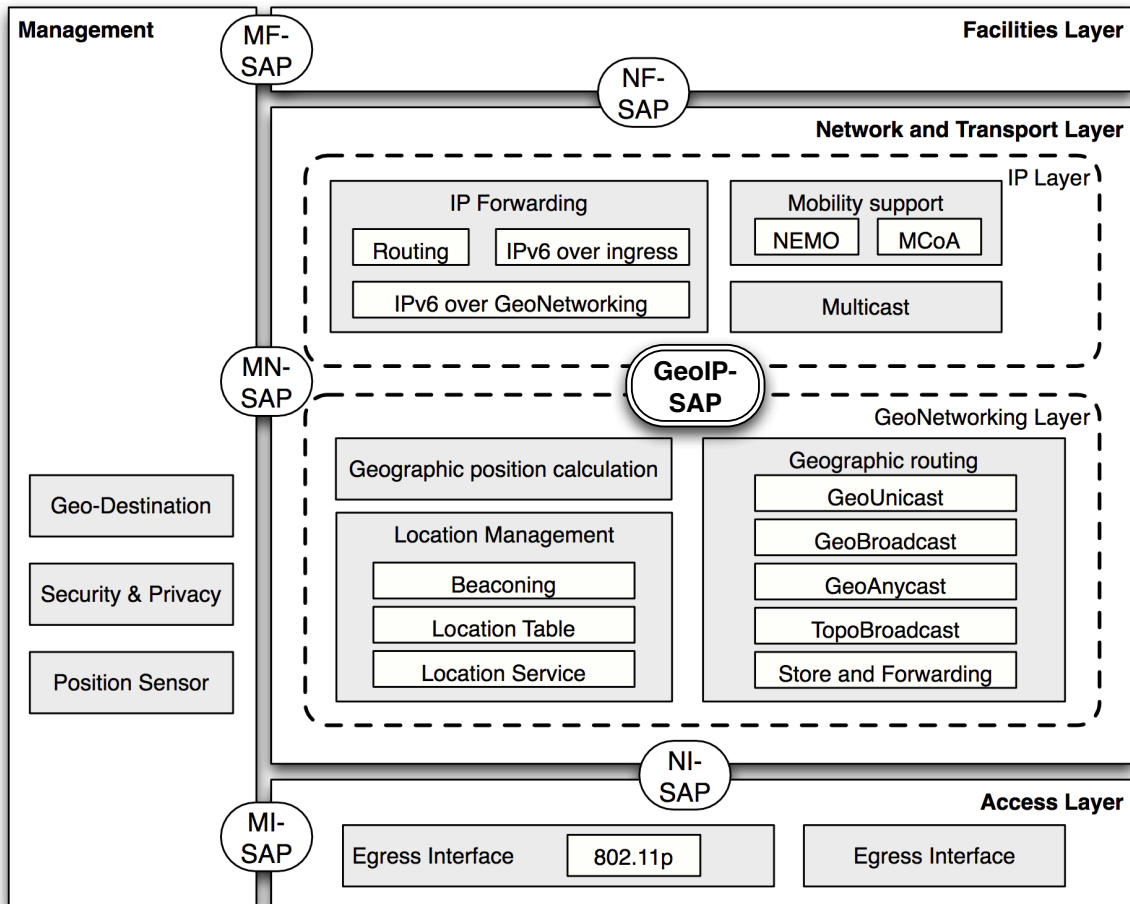 Management
MF-
SAP
Facilities Layer
NF-
SAP
Network and Transport Layer
IP Layer
IP Forwarding
Routing
IPv6 over ingress
IPv6 over GeoNetworking
Mobility support
NEMO
MCoA
Multicast
MN-
SAP
GeoIP-
SAP
GeoNetworking Layer
Geographic position calculation
Location Management
Beaconing
Location Table
Location Service
Geographic routing
GeoUnicast
GeoBroadcast
GeoAnycast
TopoBroadcast
Store and Forwarding
Geo-Destination
Security & Privacy
Position Sensor
NI-
SAP
Access Layer
MI-
SAP
Egress Interface
802.11p
Egress Interface